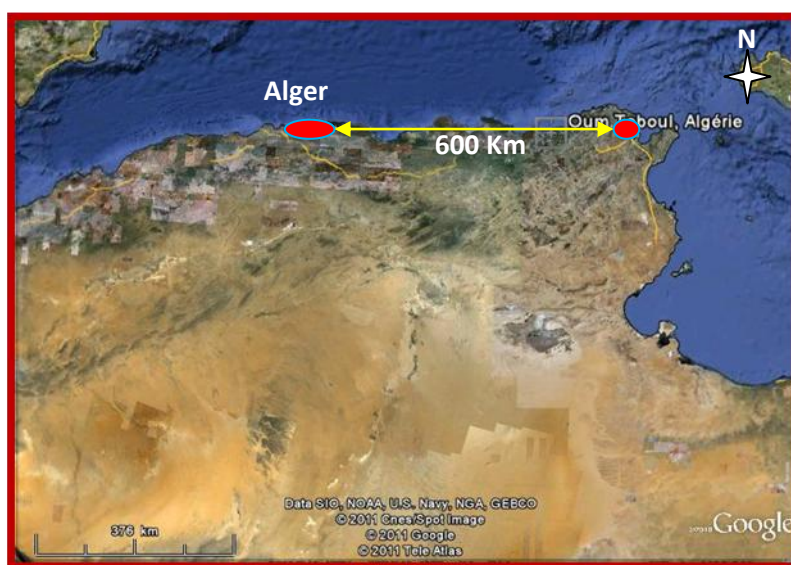 N
Alger
Oum Teboul, Algérie
600 Km
Data SIO, NOAA, U.S. Navy, NGA, GEBCO
© 2011 Cnes/Spot Image
© 2011 Google
© 2011 Tele Atlas
376 km
Google